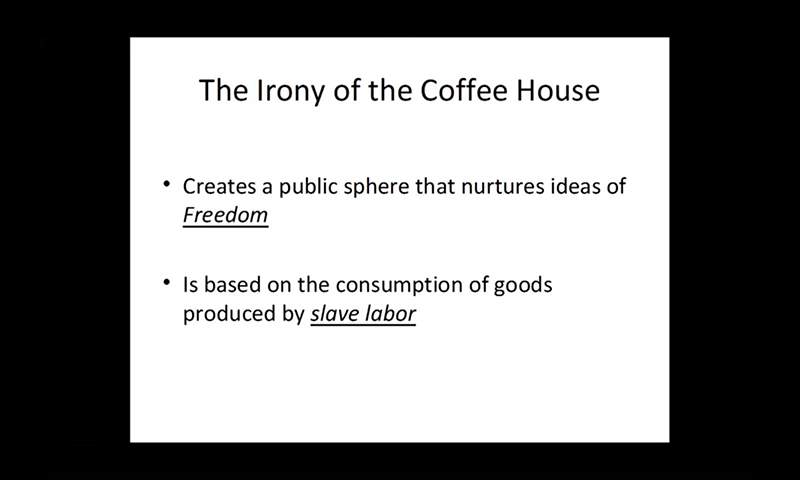 The Irony of the Coffee House
• Creates a public sphere that nurtures ideas of
Freedom
• Is based on the consumption of goods
produced by slave labor